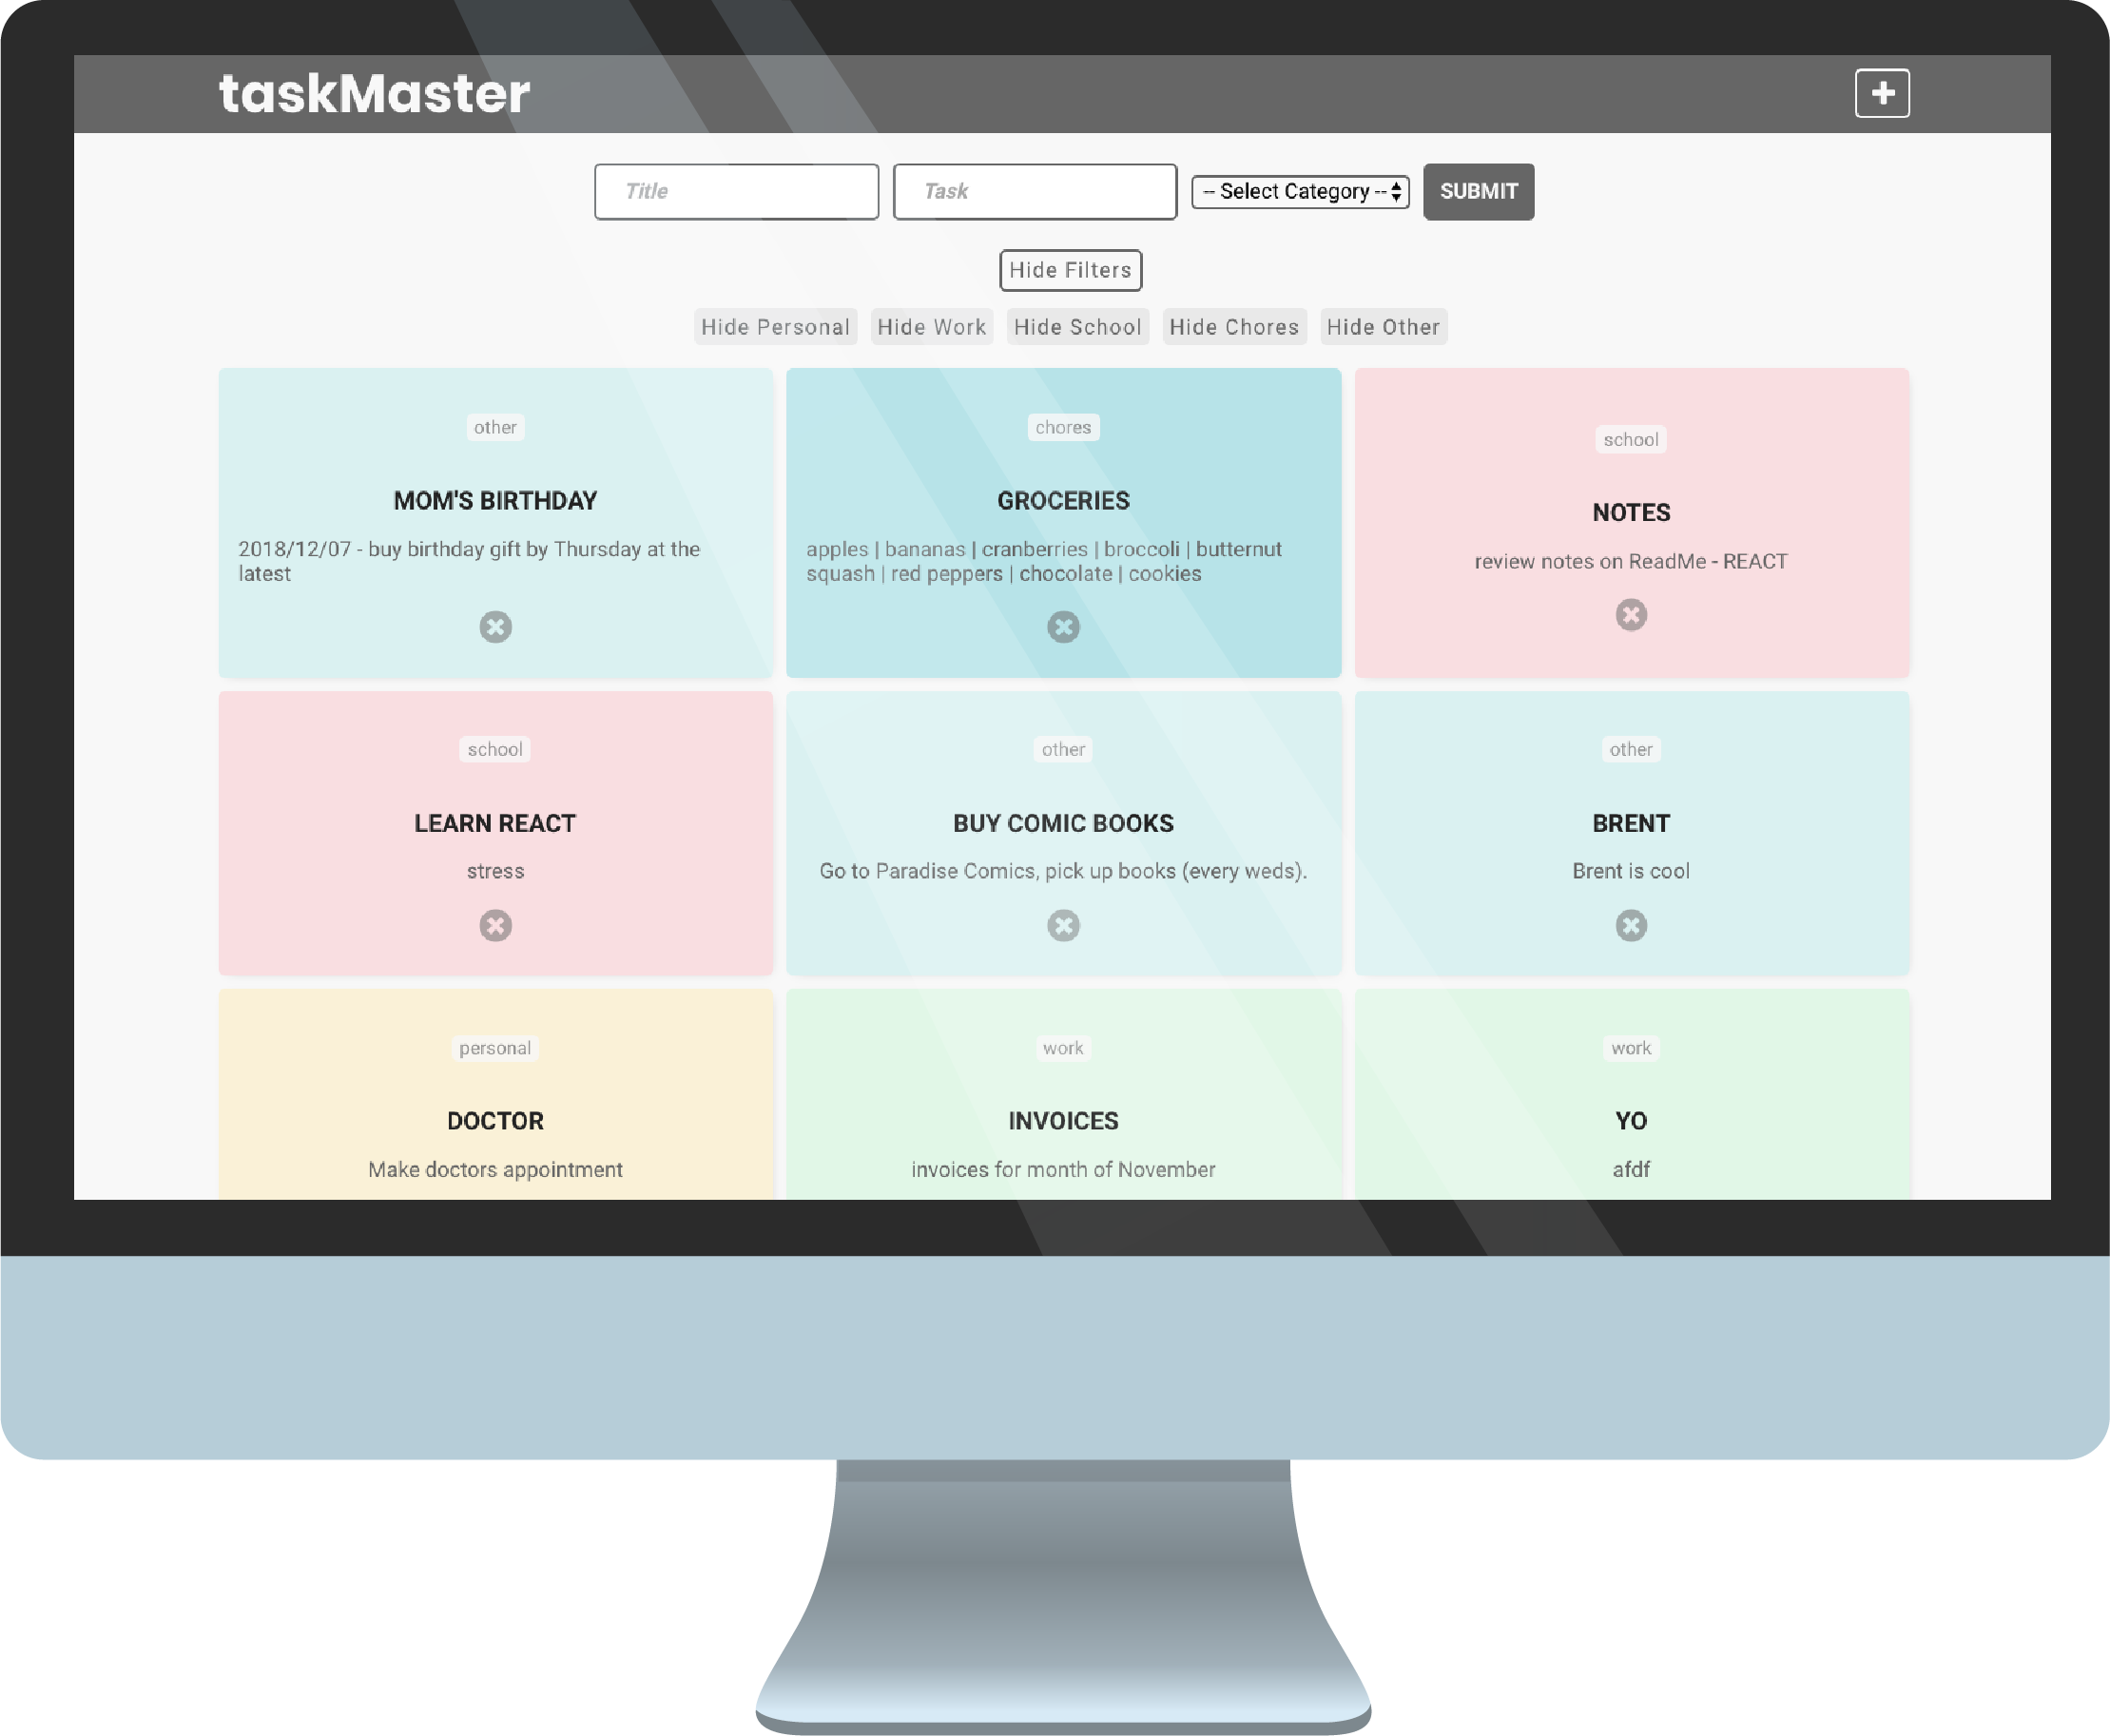 taskMaster
Title
Task
-- Select Category --
SUBMIT
Hide Filters
Hide Personal
Hide Work
Hide School
Hide Chores
Hide Other
other
MOM'S BIRTHDAY
2018/12/07 - buy birthday gift by Thursday at the
latest
chores
GROCERIES
apples | bananas | cranberries | broccoli | butternut
squash | red peppers | chocolate | cookies
school
NOTES
review notes on ReadMe - REACT
school
LEARN REACT
stress
other
BUY COMIC BOOKS
Go to Paradise Comics, pick up books (every weds).
other
BRENT
Brent is cool
personal
DOCTOR
Make doctors appointment
work
INVOICES
invoices for month of November
work
YO
afdf